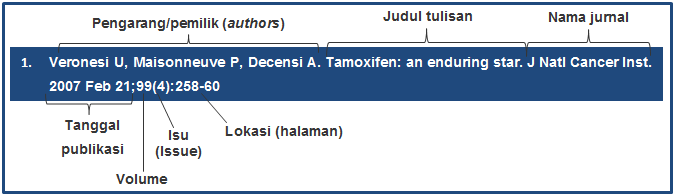 Pengarang/pemilik (authors)
Judul tulisan
Nama jurnal
1. Veronesi U, Maisonneuve P, Decensi A. Tamoxifen: an enduring star. J Natl Cancer Inst.
2007 Feb 21;99(4):258-60
Tanggal
publikasi
Volume
Isu
(Issue)
Lokasi (halaman)